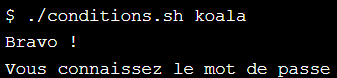 $ ./conditions.sh koala
Bravo !
Vous connaissez le mot de passe